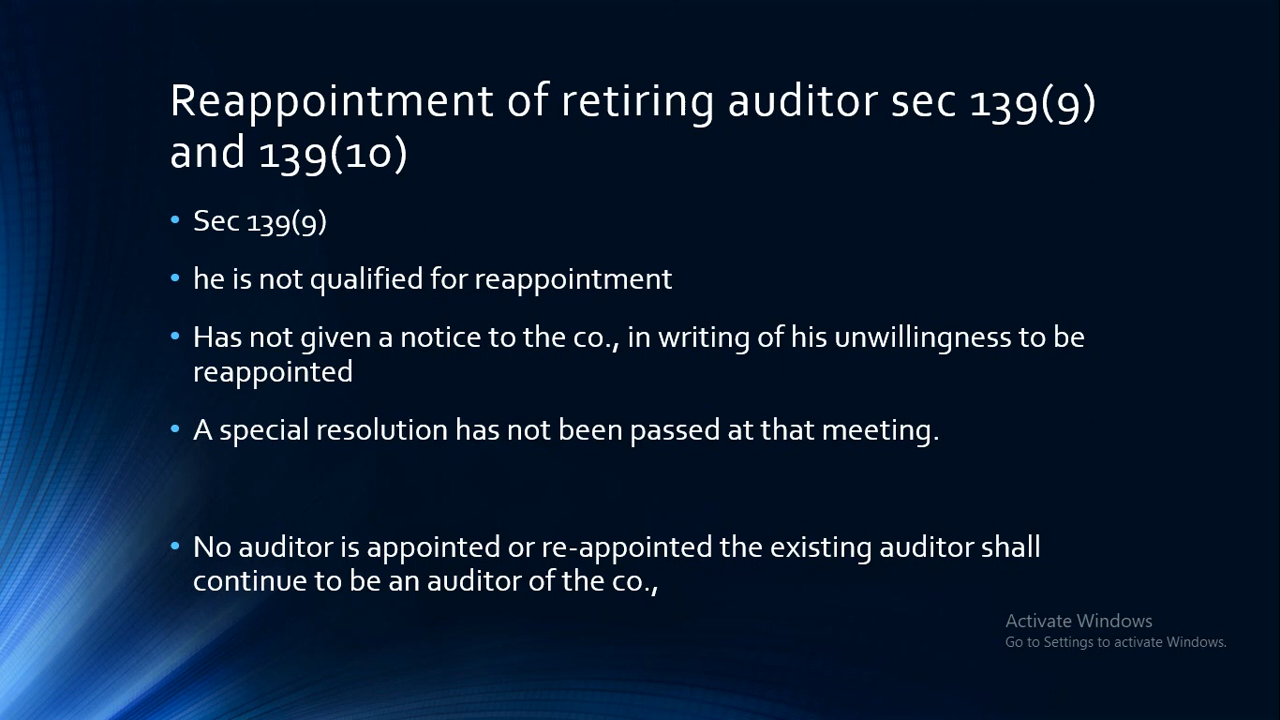 Reappointment of retiring auditor sec 139(9)
and 139(10)
• Sec 139(9)
• he is not qualified for reappointment
• Has not given a notice to the co., in writing of his unwillingness to be
reappointed
• A special resolution has not been passed at that meeting.
• No auditor is appointed or re-appointed the existing auditor shall
continue to be an auditor of the co.,
Activate Windows
Go to Settings to activate Windows.